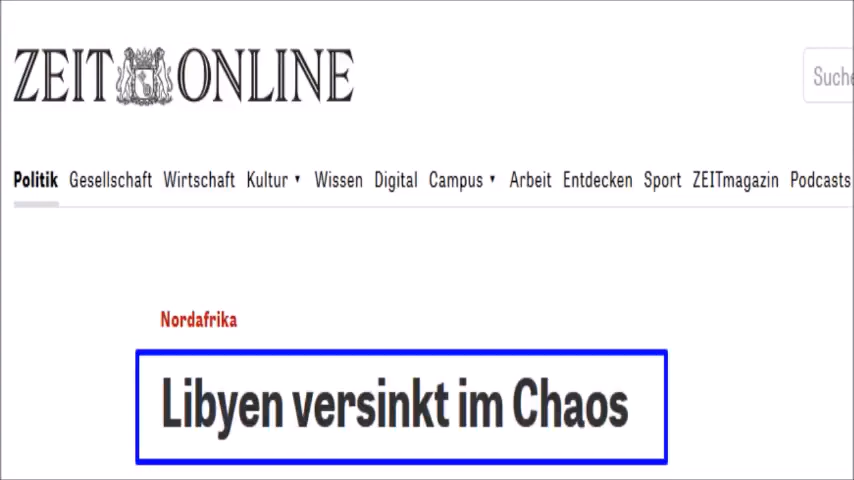 ZEIT ONLINE
Suche
Politik Gesellschaft Wirtschaft Kultur ▼ Wissen Digital Campus ▼ Arbeit Entdecken Sport ZEITmagazin Podcasts
Nordafrika
Libyen versinkt im Chaos